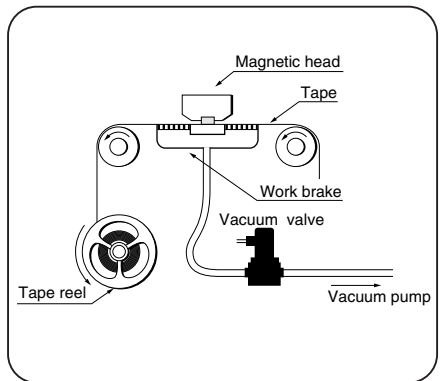 Magnetic head
Tape
Work brake
Vacuum valve
Tape reel
Vacuum pump